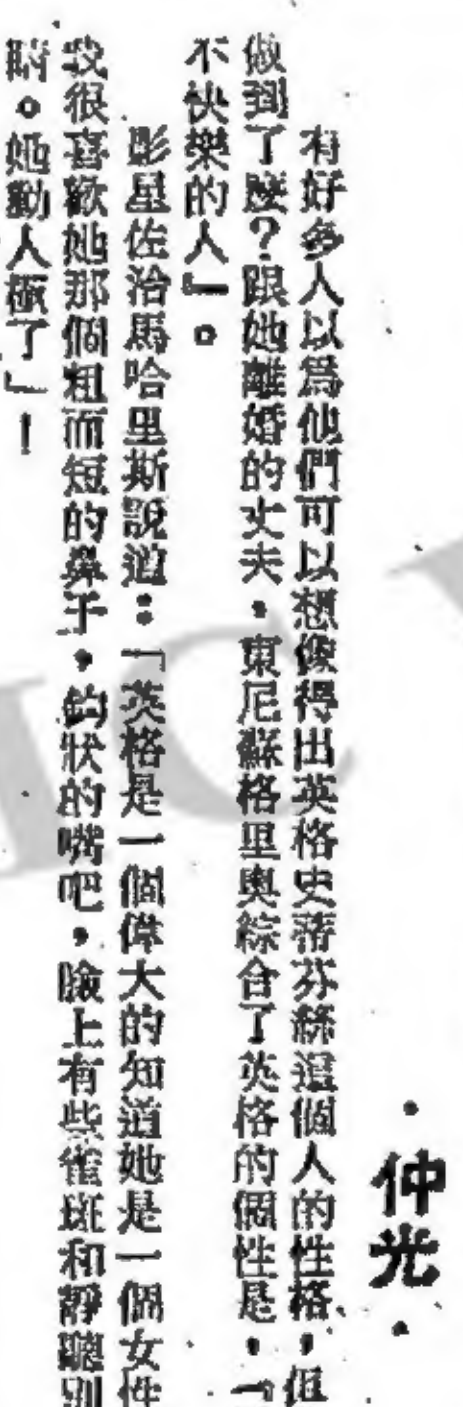 ・仲光・
有好多人以為他們可以想像得出英格史蒂芬絲這個人的性格，但
做到了麼？跟她離婚的丈夫，東尼蘇格里奧綜合了英格的個性是，「
不快樂的人」。
影星佐治馬哈里斯說道：「英格是一個偉大的知道她是一個女性
我很喜歡她那個粗而短的鼻子，鈎狀的嘴吧，臉上有些雀斑和靜聽別
時。她動人極了」！